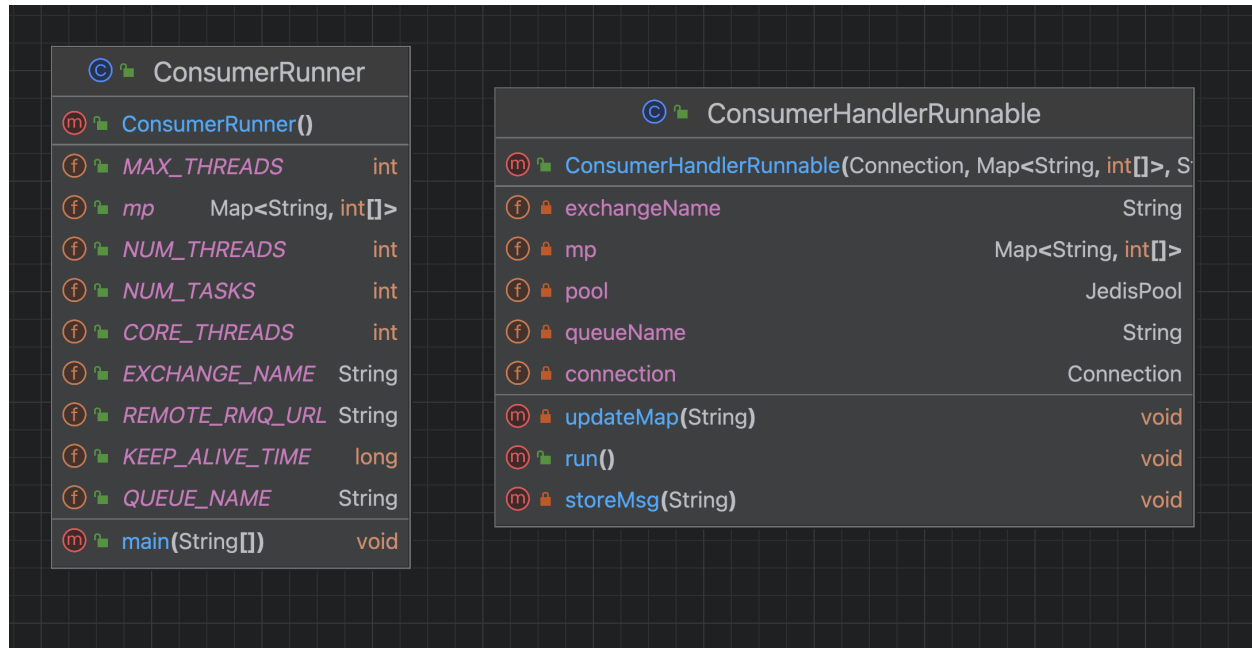 ConsumerRunner
ConsumerRunner()
MAX_THREADS int
mp Map<String, int[]>
NUM_THREADS int
NUM_TASKS int
CORE_THREADS int
EXCHANGE_NAME String
REMOTE_RMQ_URL String
KEEP_ALIVE_TIME long
QUEUE_NAME String
main(String[]) void
ConsumerHandlerRunnable
ConsumerHandlerRunnable(Connection, Map<String, int[]>, S
exchangeName String
mp Map<String, int[]>
pool JedisPool
queueName String
connection Connection
updateMap(String) void
run() void
storeMsg(String) void